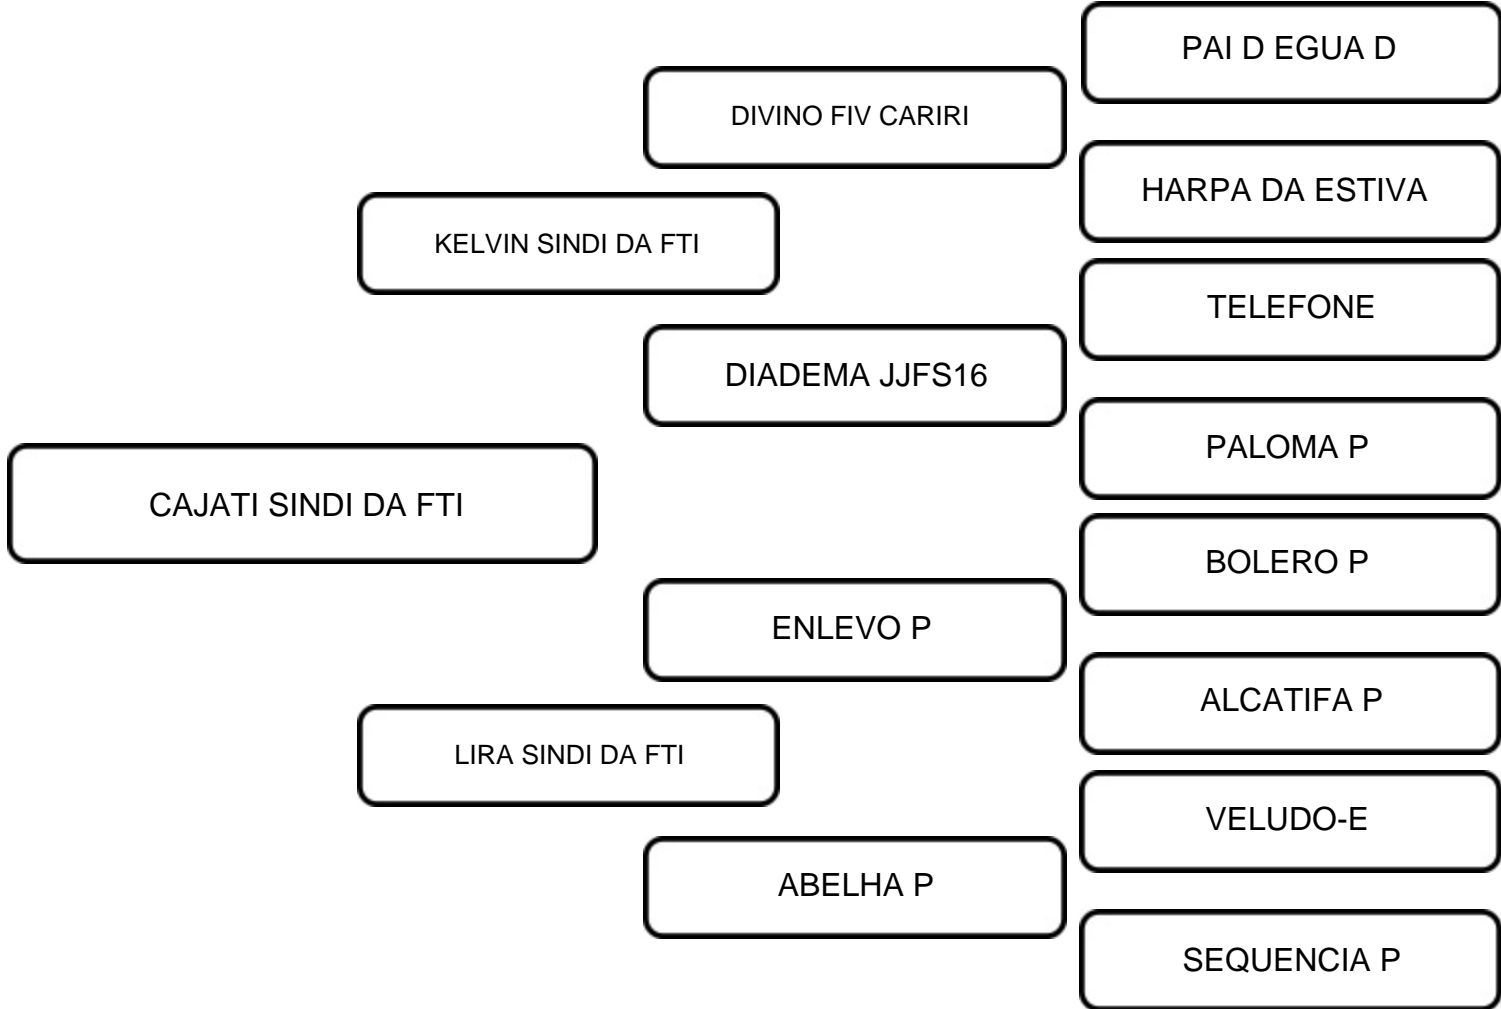 PAI D EGUA D
DIVINO FIV CARIRI
HARPA DA ESTIVA
KELVIN SINDI DA FTI
TELEFONE
DIADEMA JJFS16
PALOMA P
CAJATI SINDI DA FTI
BOLERO P
ENLEVO P
ALCATIFA P
LIRA SINDI DA FTI
VELUDO-E
ABELHA P
SEQUENCIA P